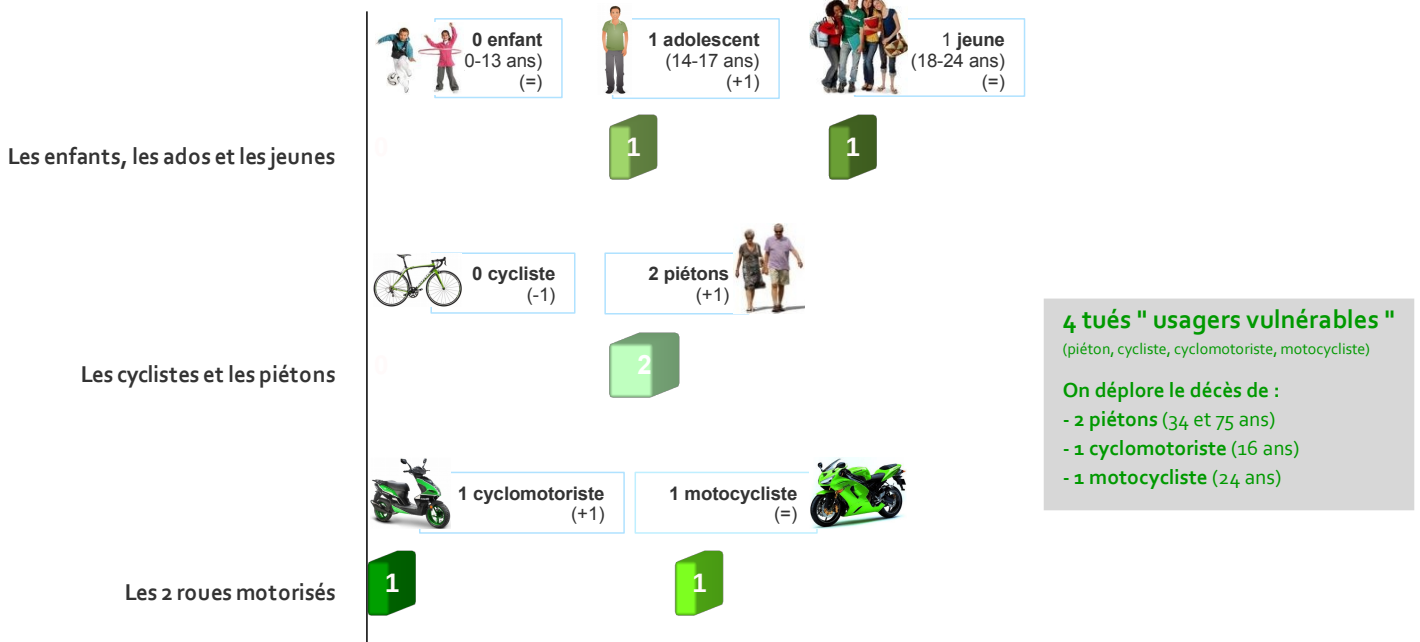 0 enfant
0-13 ans)
(=)
1 adolescent
(14-17 ans)
(+1)
1 jeune
(18-24 ans)
(=)
Les enfants, les ados et les jeunes
0
1
1
0 cycliste
(-1)
2 piétons
(+1)
Les cyclistes et les piétons
0
2
4 tués " usagers vulnérables "
(piéton, cycliste, cyclomotoriste, motocycliste)
On déplore le décès de :
- 2 piétons (34 et 75 ans)
- 1 cyclomotoriste (16 ans)
- 1 motocycliste (24 ans)
1 cyclomotoriste
(+1)
1 motocycliste
(=)
Les 2 roues motorisés
1
1